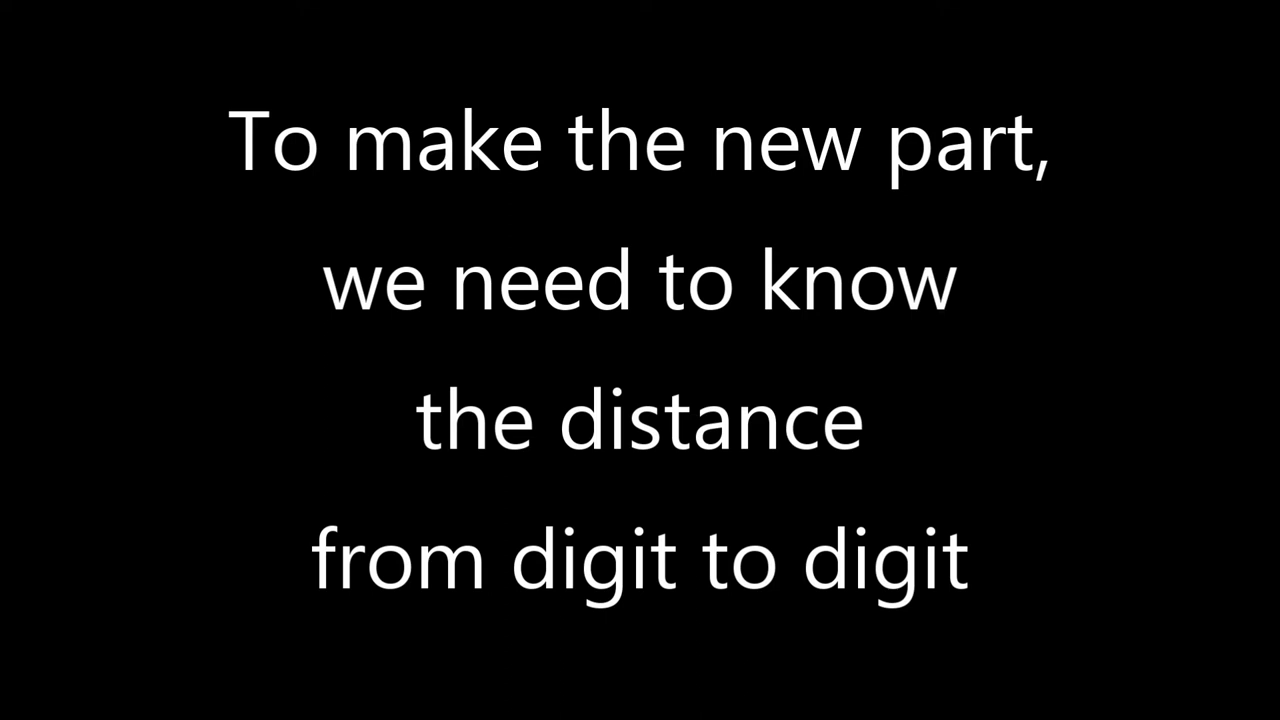 To make the new part,
we need to know
the distance
from digit to digit